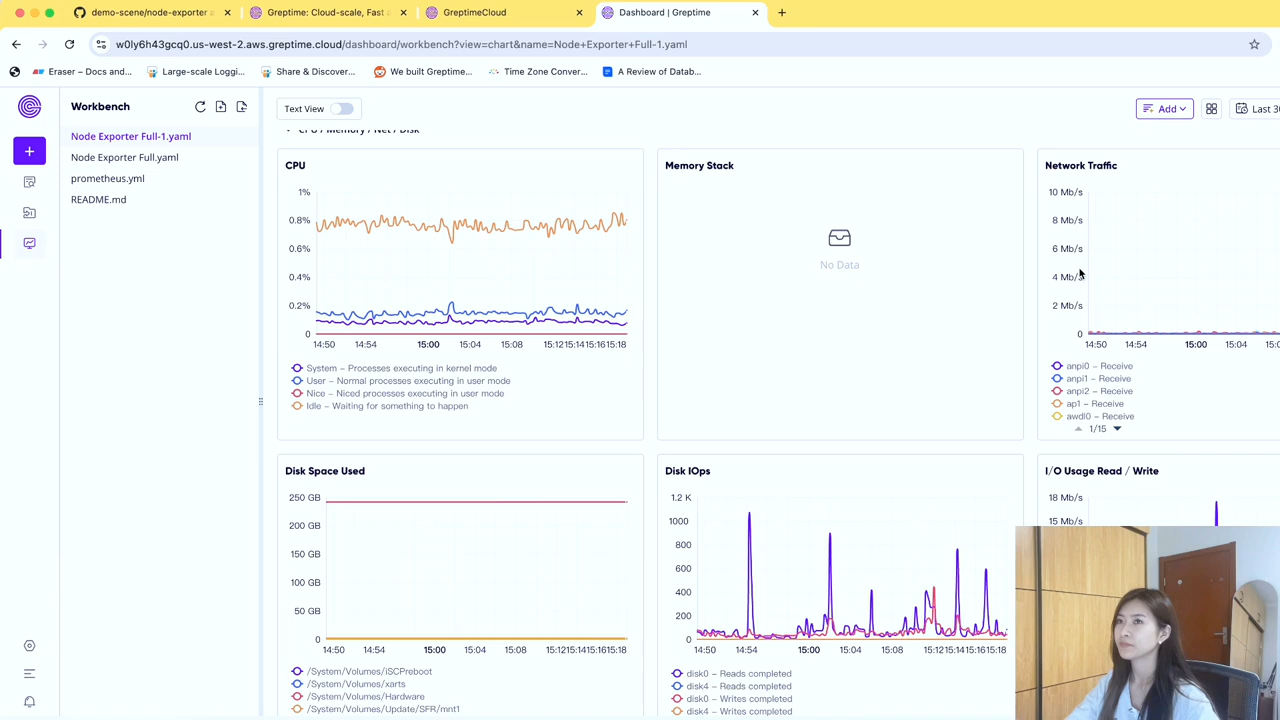 demo-scene/node-exporter a
Greptime: Cloud-scale, Fast a
GreptimeCloud
Dashboard | Greptime
w0ly6h43gcq0.us-west-2.aws.greptime.cloud/dashboard/workbench?view=chart&name=Node+Exporter+Full-1.yaml
Eraser – Docs and...
Large-scale Loggi...
Share & Discover...
We built Greptime...
Time Zone Conver...
A Review of Datab...
Workbench
Node Exporter Full-1.yaml
Node Exporter Full.yaml
prometheus.yml
README.md
Text View
Add
Last 30
CPU / Memory / Net / Disk
CPU
1%
0.8%
0.6%
0.4%
0.2%
0
14:50 14:54 15:00 15:04 15:08 15:12 15:14 15:16 15:18
System – Processes executing in kernel mode
User – Normal processes executing in user mode
Nice – Niced processes executing in user mode
Idle – Waiting for something to happen
Memory Stack
No Data
Network Traffic
10 Mb/s
8 Mb/s
6 Mb/s
4 Mb/s
2 Mb/s
0
14:50 14:54 15:00 15:04
anpi0 – Receive
anpi1 – Receive
anpi2 – Receive
ap1 – Receive
awdl0 – Receive
1/15
Disk Space Used
250 GB
200 GB
150 GB
100 GB
50 GB
0
14:50 14:54 15:00 15:04 15:08 15:12 15:14 15:16 15:18
/System/Volumes/iSCPreboot
/System/Volumes/xarts
/System/Volumes/Hardware
/System/Volumes/Update/SFR/mnt1
Disk IOps
1.2 K
1000
800
600
400
200
0
14:50 14:54 15:00 15:04 15:08 15:12 15:14 15:16 15:18
disk0 – Reads completed
disk4 – Reads completed
disk0 – Writes completed
disk4 – Writes completed
I/O Usage Read / Write
18 Mb/s
15 Mb/s